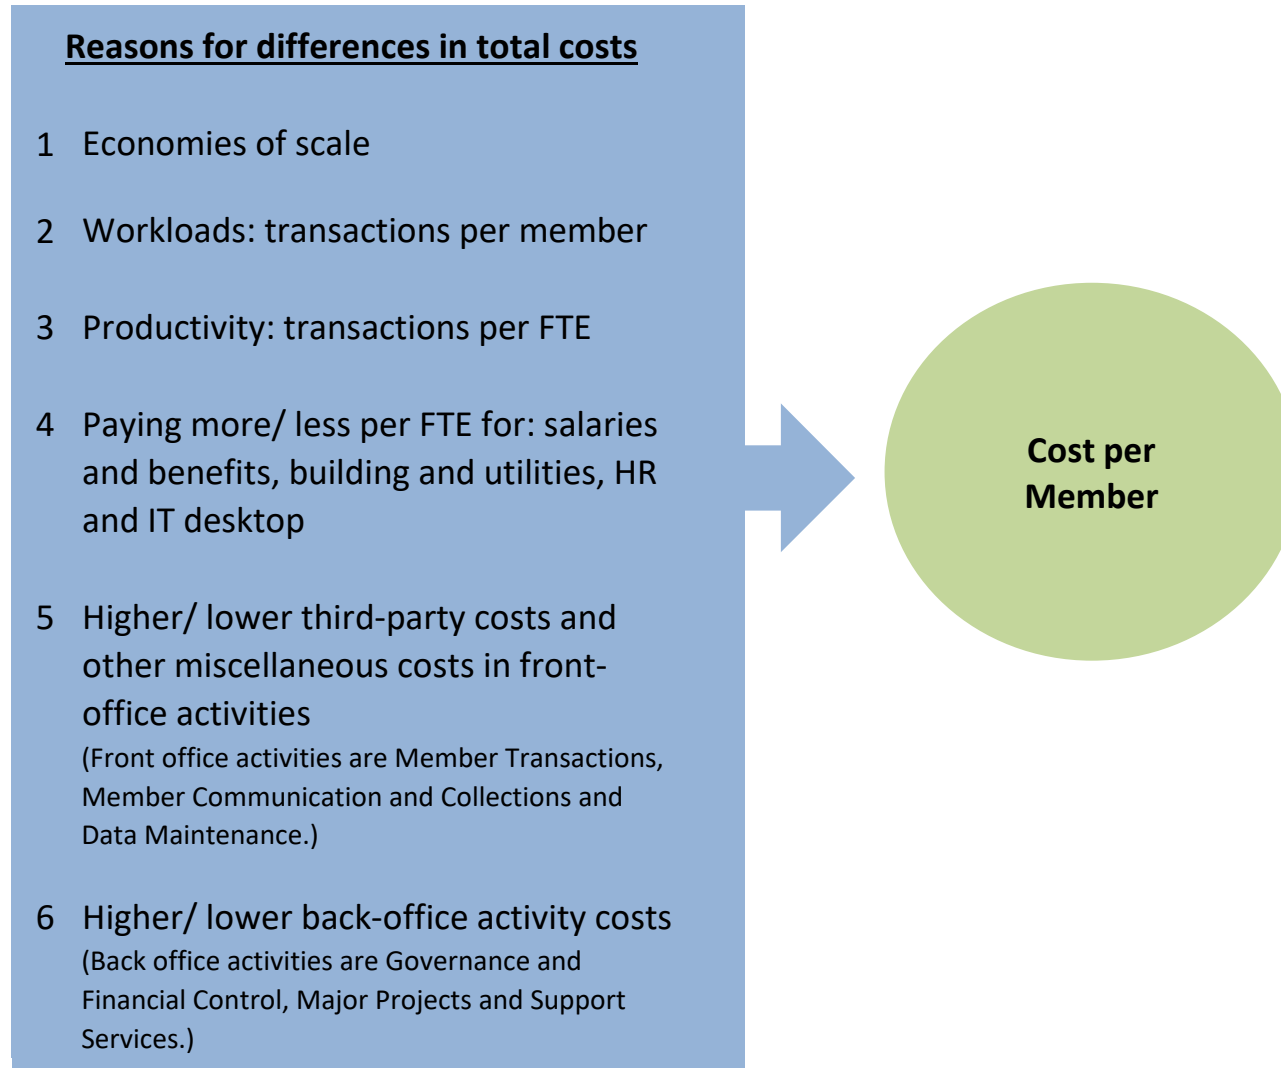 Reasons for differences in total costs
1 Economies of scale
2 Workloads: transactions per member
3 Productivity: transactions per FTE
4 Paying more/ less per FTE for: salaries
and benefits, building and utilities, HR
and IT desktop
5 Higher/ lower third-party costs and
other miscellaneous costs in front-
office activities
(Front office activities are Member Transactions,
Member Communication and Collections and
Data Maintenance.)
6 Higher/ lower back-office activity costs
(Back office activities are Governance and
Financial Control, Major Projects and Support
Services.)
Cost per
Member